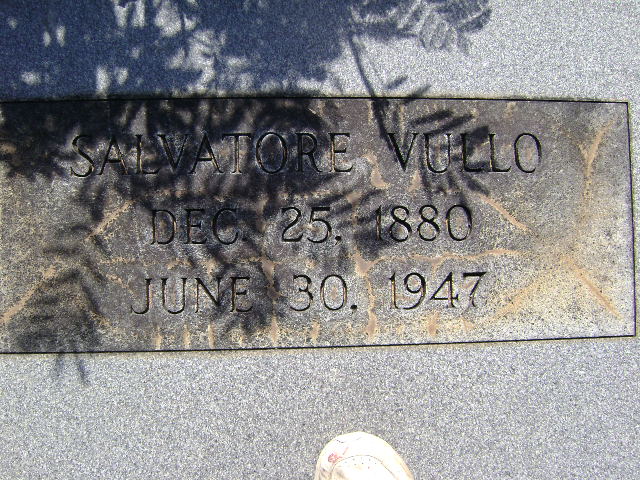 SALVATORE VULLO
DEC. 25, 1880
JUNE 30, 1947